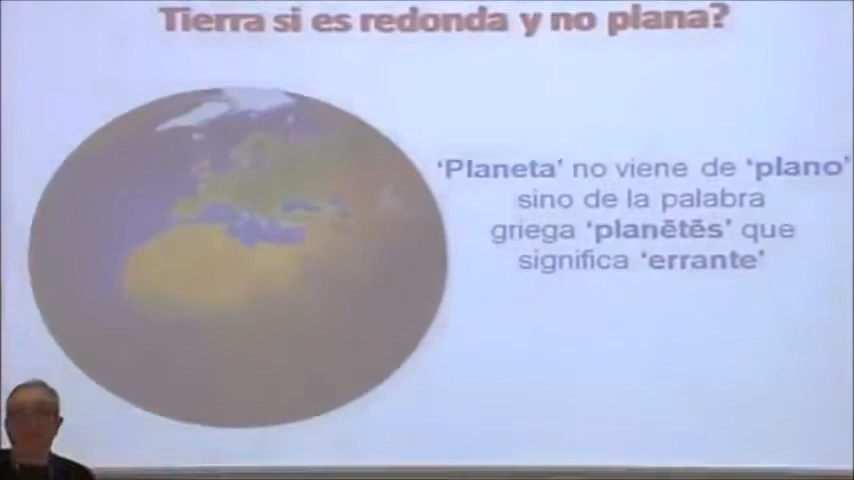 Tierra si es redonda y no plana?
‘Planeta’ no viene de ‘plano’
sino de la palabra
griega ‘planētēs’ que
significa ‘errante’